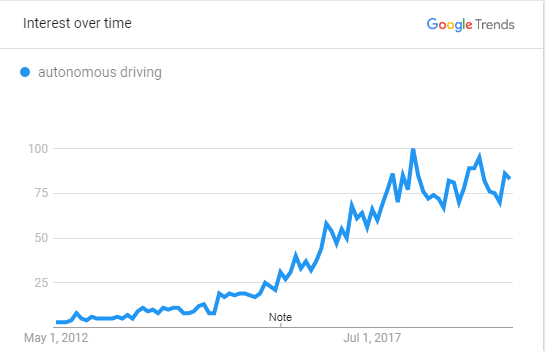 Interest over time
Google Trends
autonomous driving
100
75
50
25
Note
May 1, 2012
Jul 1, 2017